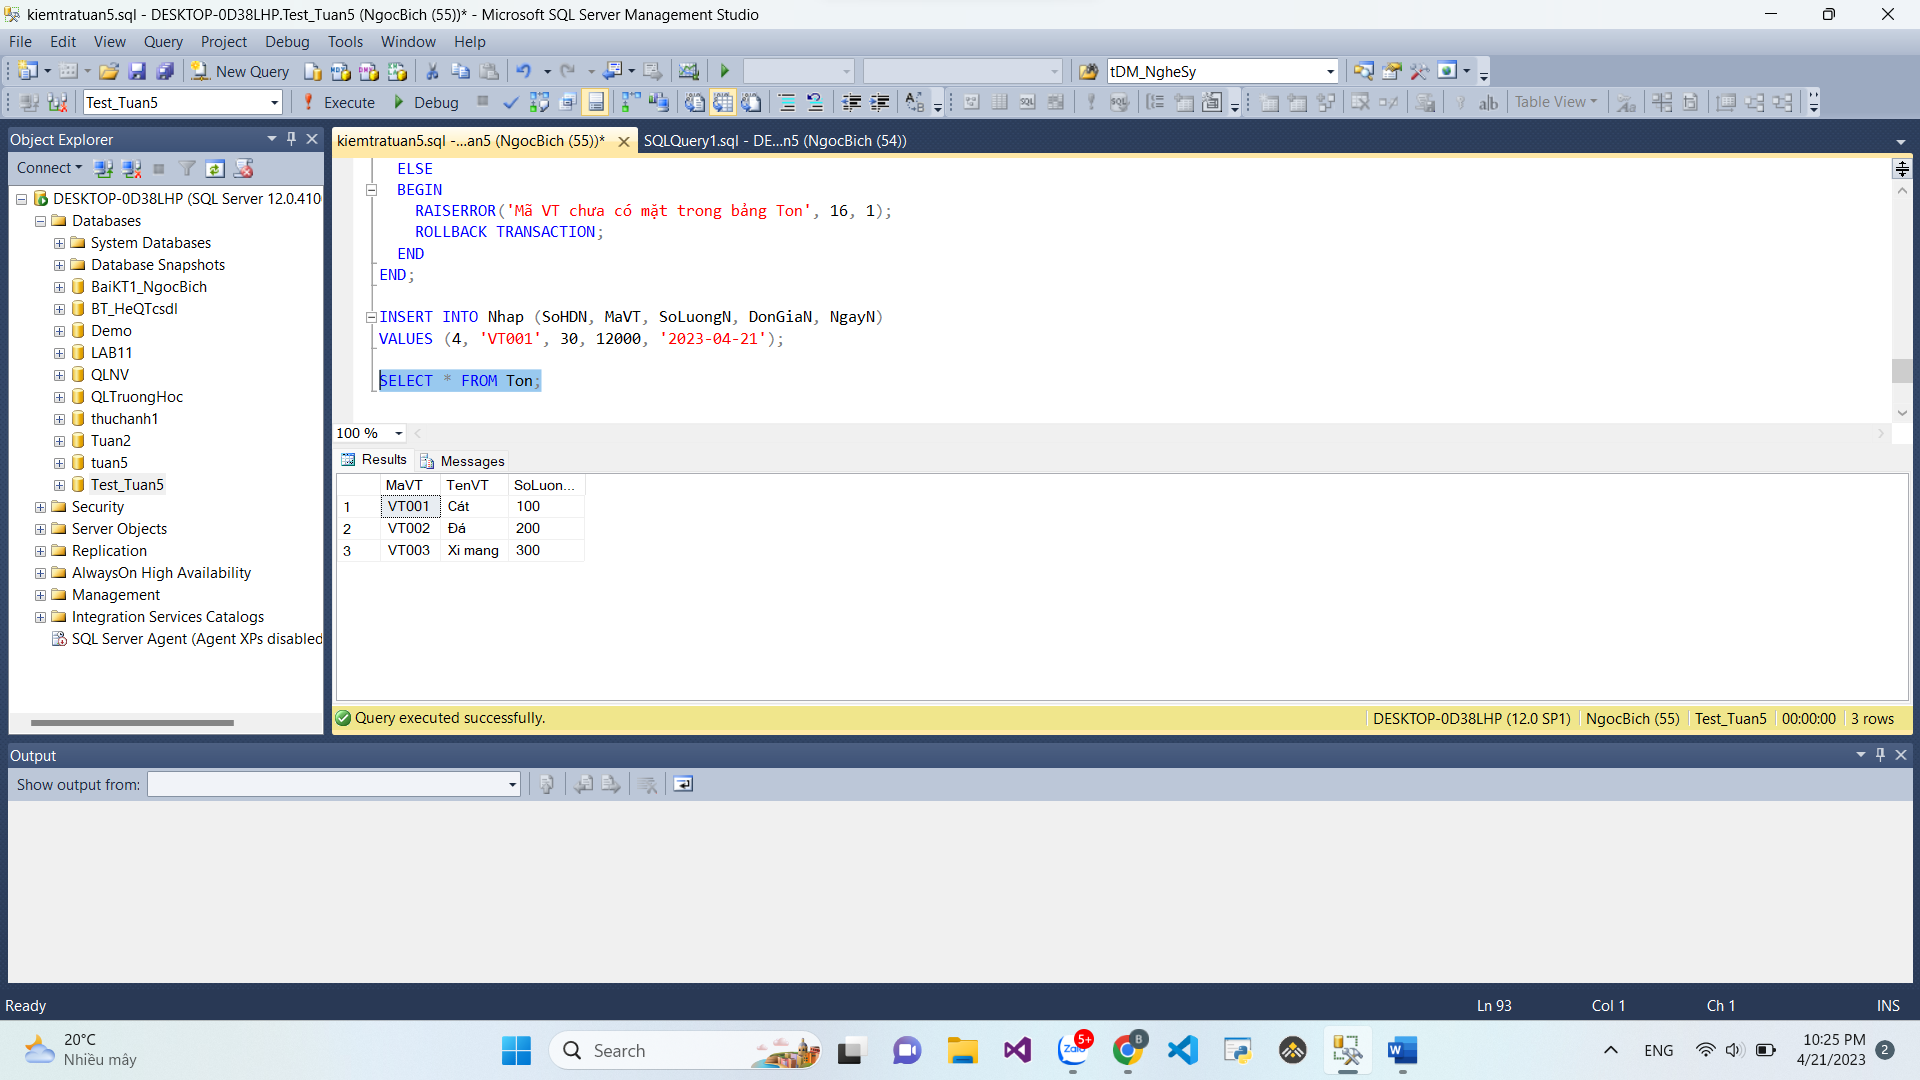 kiemtratuan5.sql - DESKTOP-0D38LHP.Test_Tuan5 (NgocBich (55))* - Microsoft SQL Server Management Studio
File Edit View Query Project Debug Tools Window Help
New Query tDM_NgheSy
Test_Tuan5 Execute Debug Table View
Object Explorer
Connect
DESKTOP-0D38LHP (SQL Server 12.0.410
Databases
System Databases
Database Snapshots
BaiKT1_NgocBich
BT_HeQTcsdl
Demo
LAB11
QLNV
QLTruongHoc
thuchanh1
Tuan2
tuan5
Test_Tuan5
Security
Server Objects
Replication
AlwaysOn High Availability
Management
Integration Services Catalogs
SQL Server Agent (Agent XPs disabled
kiemtratuan5.sql -...an5 (NgocBich (55))* SQLQuery1.sql - DE...n5 (NgocBich (54))
ELSE
BEGIN
RAISERROR('Mã VT chưa có mặt trong bảng Ton', 16, 1);
ROLLBACK TRANSACTION;
END
END;
INSERT INTO Nhap (SoHDN, MaVT, SoLuongN, DonGiaN, NgayN)
VALUES (4, 'VT001', 30, 12000, '2023-04-21');
SELECT * FROM Ton;
100 %
Results Messages
MaVT TenVT SoLuon...
1 VT001 Cát 100
2 VT002 Đá 200
3 VT003 Xi mang 300
Query executed successfully. DESKTOP-0D38LHP (12.0 SP1) NgocBich (55) Test_Tuan5 00:00:00 3 rows
Output
Show output from:
Ready Ln 93 Col 1 Ch 1 INS
20°C
Nhiều mây
Search
5+
Zalo
B
ENG
10:25 PM
4/21/2023
2